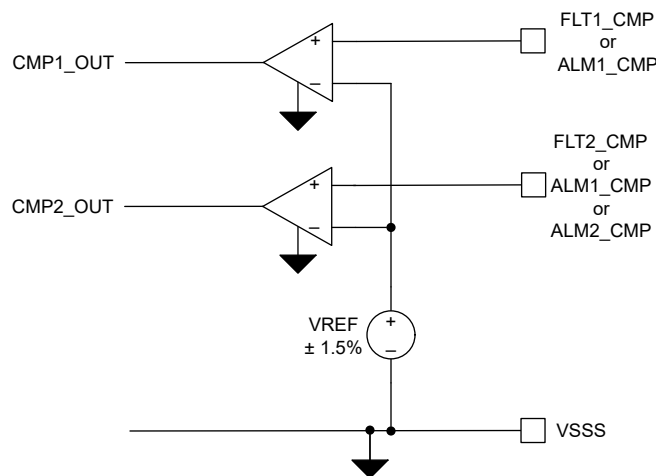 FLT1_CMP
or
ALM1_CMP
CMP1_OUT
+
–
FLT2_CMP
or
ALM1_CMP
or
ALM2_CMP
CMP2_OUT
+
–
VREF
± 1.5%
+
–
VSSS